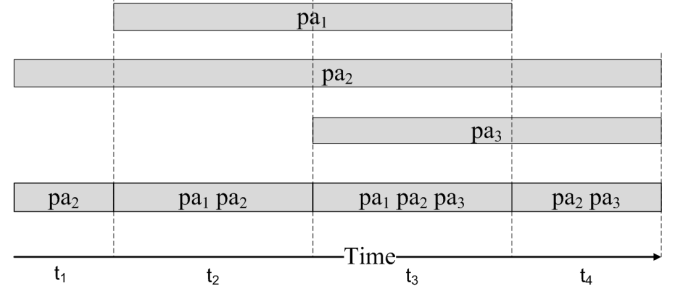 pa₁
pa₂
pa₃
pa₂ pa₁ pa₂ pa₁ pa₂ pa₃ pa₂ pa₃
Time
t₁ t₂ t₃ t₄